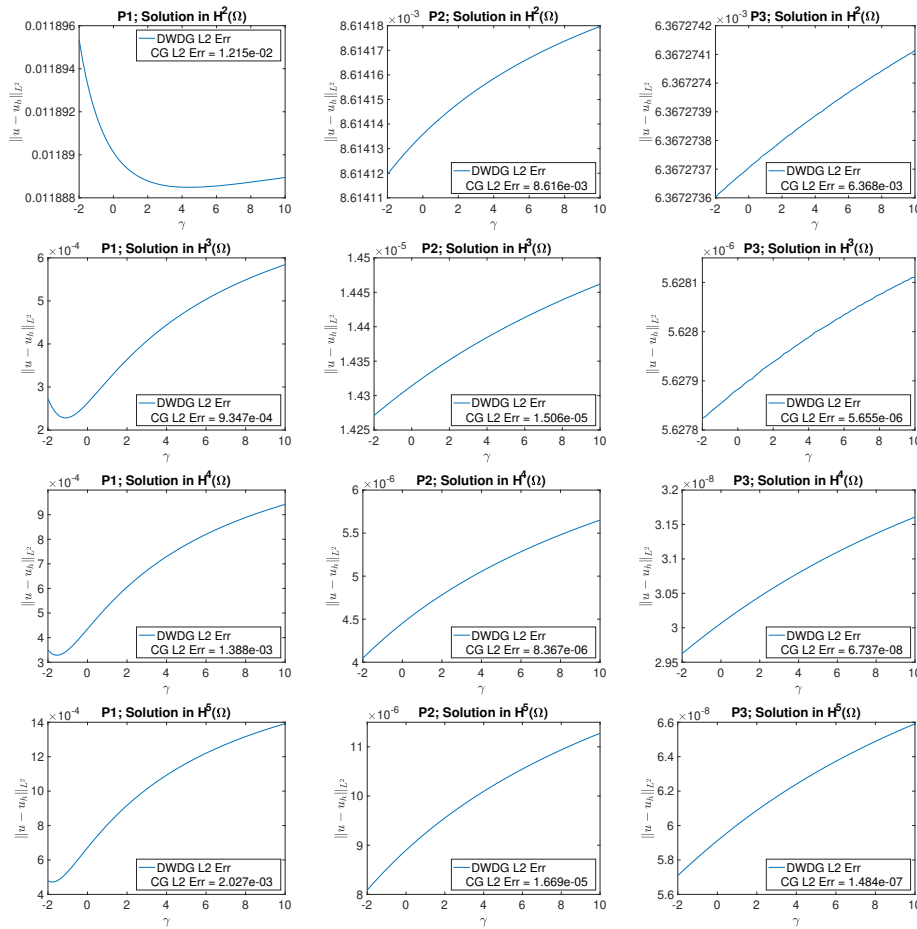 P1; Solution in H²(Ω)
0.011896
0.011894
0.011892
0.01189
0.011888
‖u − u_h‖_{L²}
DWDG L2 Err
CG L2 Err = 1.215e-02
-2 0 2 4 6 8 10
γ
P2; Solution in H²(Ω)
×10⁻³
8.61418
8.61417
8.61416
8.61415
8.61414
8.61413
8.61412
8.61411
‖u − u_h‖_{L²}
DWDG L2 Err
CG L2 Err = 8.616e-03
-2 0 2 4 6 8 10
γ
P3; Solution in H²(Ω)
×10⁻³
6.3672742
6.3672741
6.367274
6.3672739
6.3672738
6.3672737
6.3672736
‖u − u_h‖_{L²}
DWDG L2 Err
CG L2 Err = 6.368e-03
-2 0 2 4 6 8 10
γ
P1; Solution in H³(Ω)
×10⁻⁴
6
5
4
3
2
‖u − u_h‖_{L²}
DWDG L2 Err
CG L2 Err = 9.347e-04
-2 0 2 4 6 8 10
γ
P2; Solution in H³(Ω)
×10⁻⁵
1.45
1.445
1.44
1.435
1.43
1.425
‖u − u_h‖_{L²}
DWDG L2 Err
CG L2 Err = 1.506e-05
-2 0 2 4 6 8 10
γ
P3; Solution in H³(Ω)
×10⁻⁶
5.6281
5.628
5.6279
5.6278
‖u − u_h‖_{L²}
DWDG L2 Err
CG L2 Err = 5.655e-06
-2 0 2 4 6 8 10
γ
P1; Solution in H⁴(Ω)
×10⁻⁴
9
8
7
6
5
4
3
‖u − u_h‖_{L²}
DWDG L2 Err
CG L2 Err = 1.388e-03
-2 0 2 4 6 8 10
γ
P2; Solution in H⁴(Ω)
×10⁻⁶
6
5.5
5
4.5
4
‖u − u_h‖_{L²}
DWDG L2 Err
CG L2 Err = 8.367e-06
-2 0 2 4 6 8 10
γ
P3; Solution in H⁴(Ω)
×10⁻⁸
3.2
3.15
3.1
3.05
3
2.95
‖u − u_h‖_{L²}
DWDG L2 Err
CG L2 Err = 6.737e-08
-2 0 2 4 6 8 10
γ
P1; Solution in H⁵(Ω)
×10⁻⁴
14
12
10
8
6
4
‖u − u_h‖_{L²}
DWDG L2 Err
CG L2 Err = 2.027e-03
-2 0 2 4 6 8 10
γ
P2; Solution in H⁵(Ω)
×10⁻⁶
11
10
9
8
‖u − u_h‖_{L²}
DWDG L2 Err
CG L2 Err = 1.669e-05
-2 0 2 4 6 8 10
γ
P3; Solution in H⁵(Ω)
×10⁻⁸
6.6
6.4
6.2
6
5.8
5.6
‖u − u_h‖_{L²}
DWDG L2 Err
CG L2 Err = 1.484e-07
-2 0 2 4 6 8 10
γ